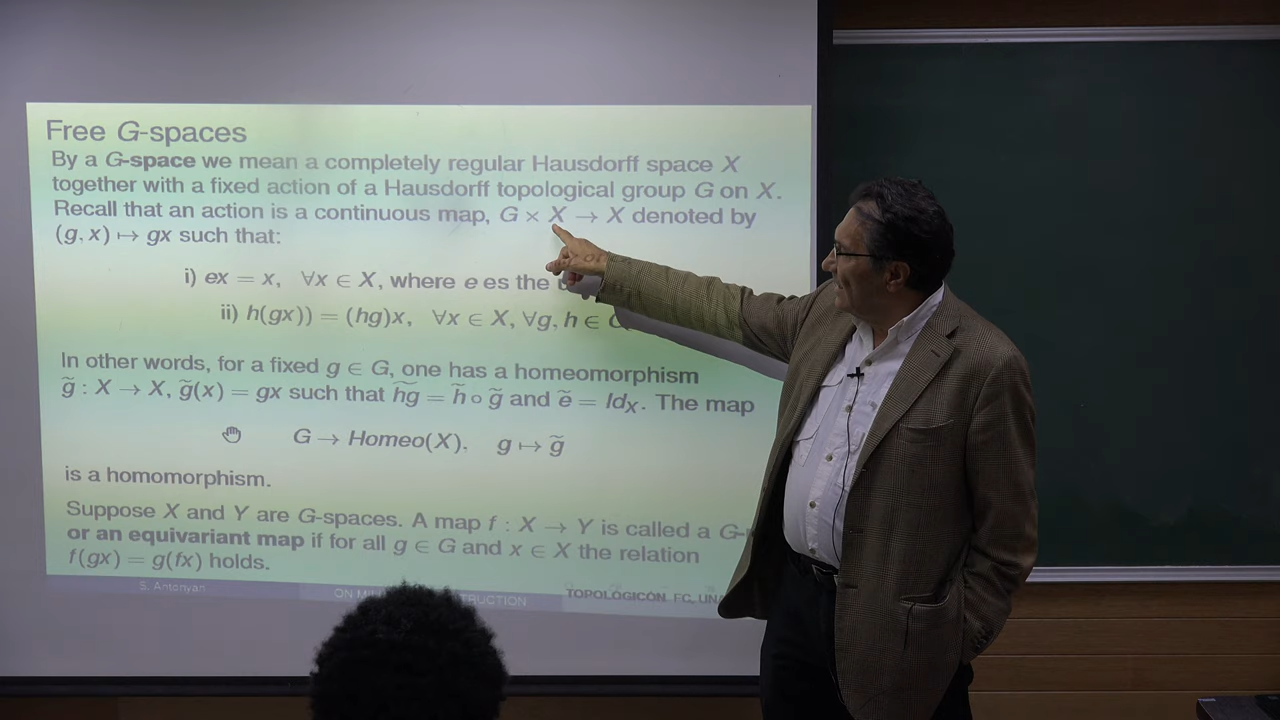 Free G-spaces
By a G-space we mean a completely regular Hausdorff space X
together with a fixed action of a Hausdorff topological group G on X.
Recall that an action is a continuous map, G × X → X denoted by
(g, x) ↦ gx such that:
i) ex = x, ∀x ∈ X, where e es the
ii) h(gx)) = (hg)x, ∀x ∈ X, ∀g, h ∈
In other words, for a fixed g ∈ G, one has a homeomorphism
g̃ : X → X, g̃(x) = gx such that h͠g = h̃ ∘ g̃ and ẽ = Id_X. The map
G → Homeo(X), g ↦ g̃
is a homomorphism.
Suppose X and Y are G-spaces. A map f : X → Y is called a G-
or an equivariant map if for all g ∈ G and x ∈ X the relation
f(gx) = g(fx) holds.
S. Antonyan ON TOPOLÓGICON, FC, UNA